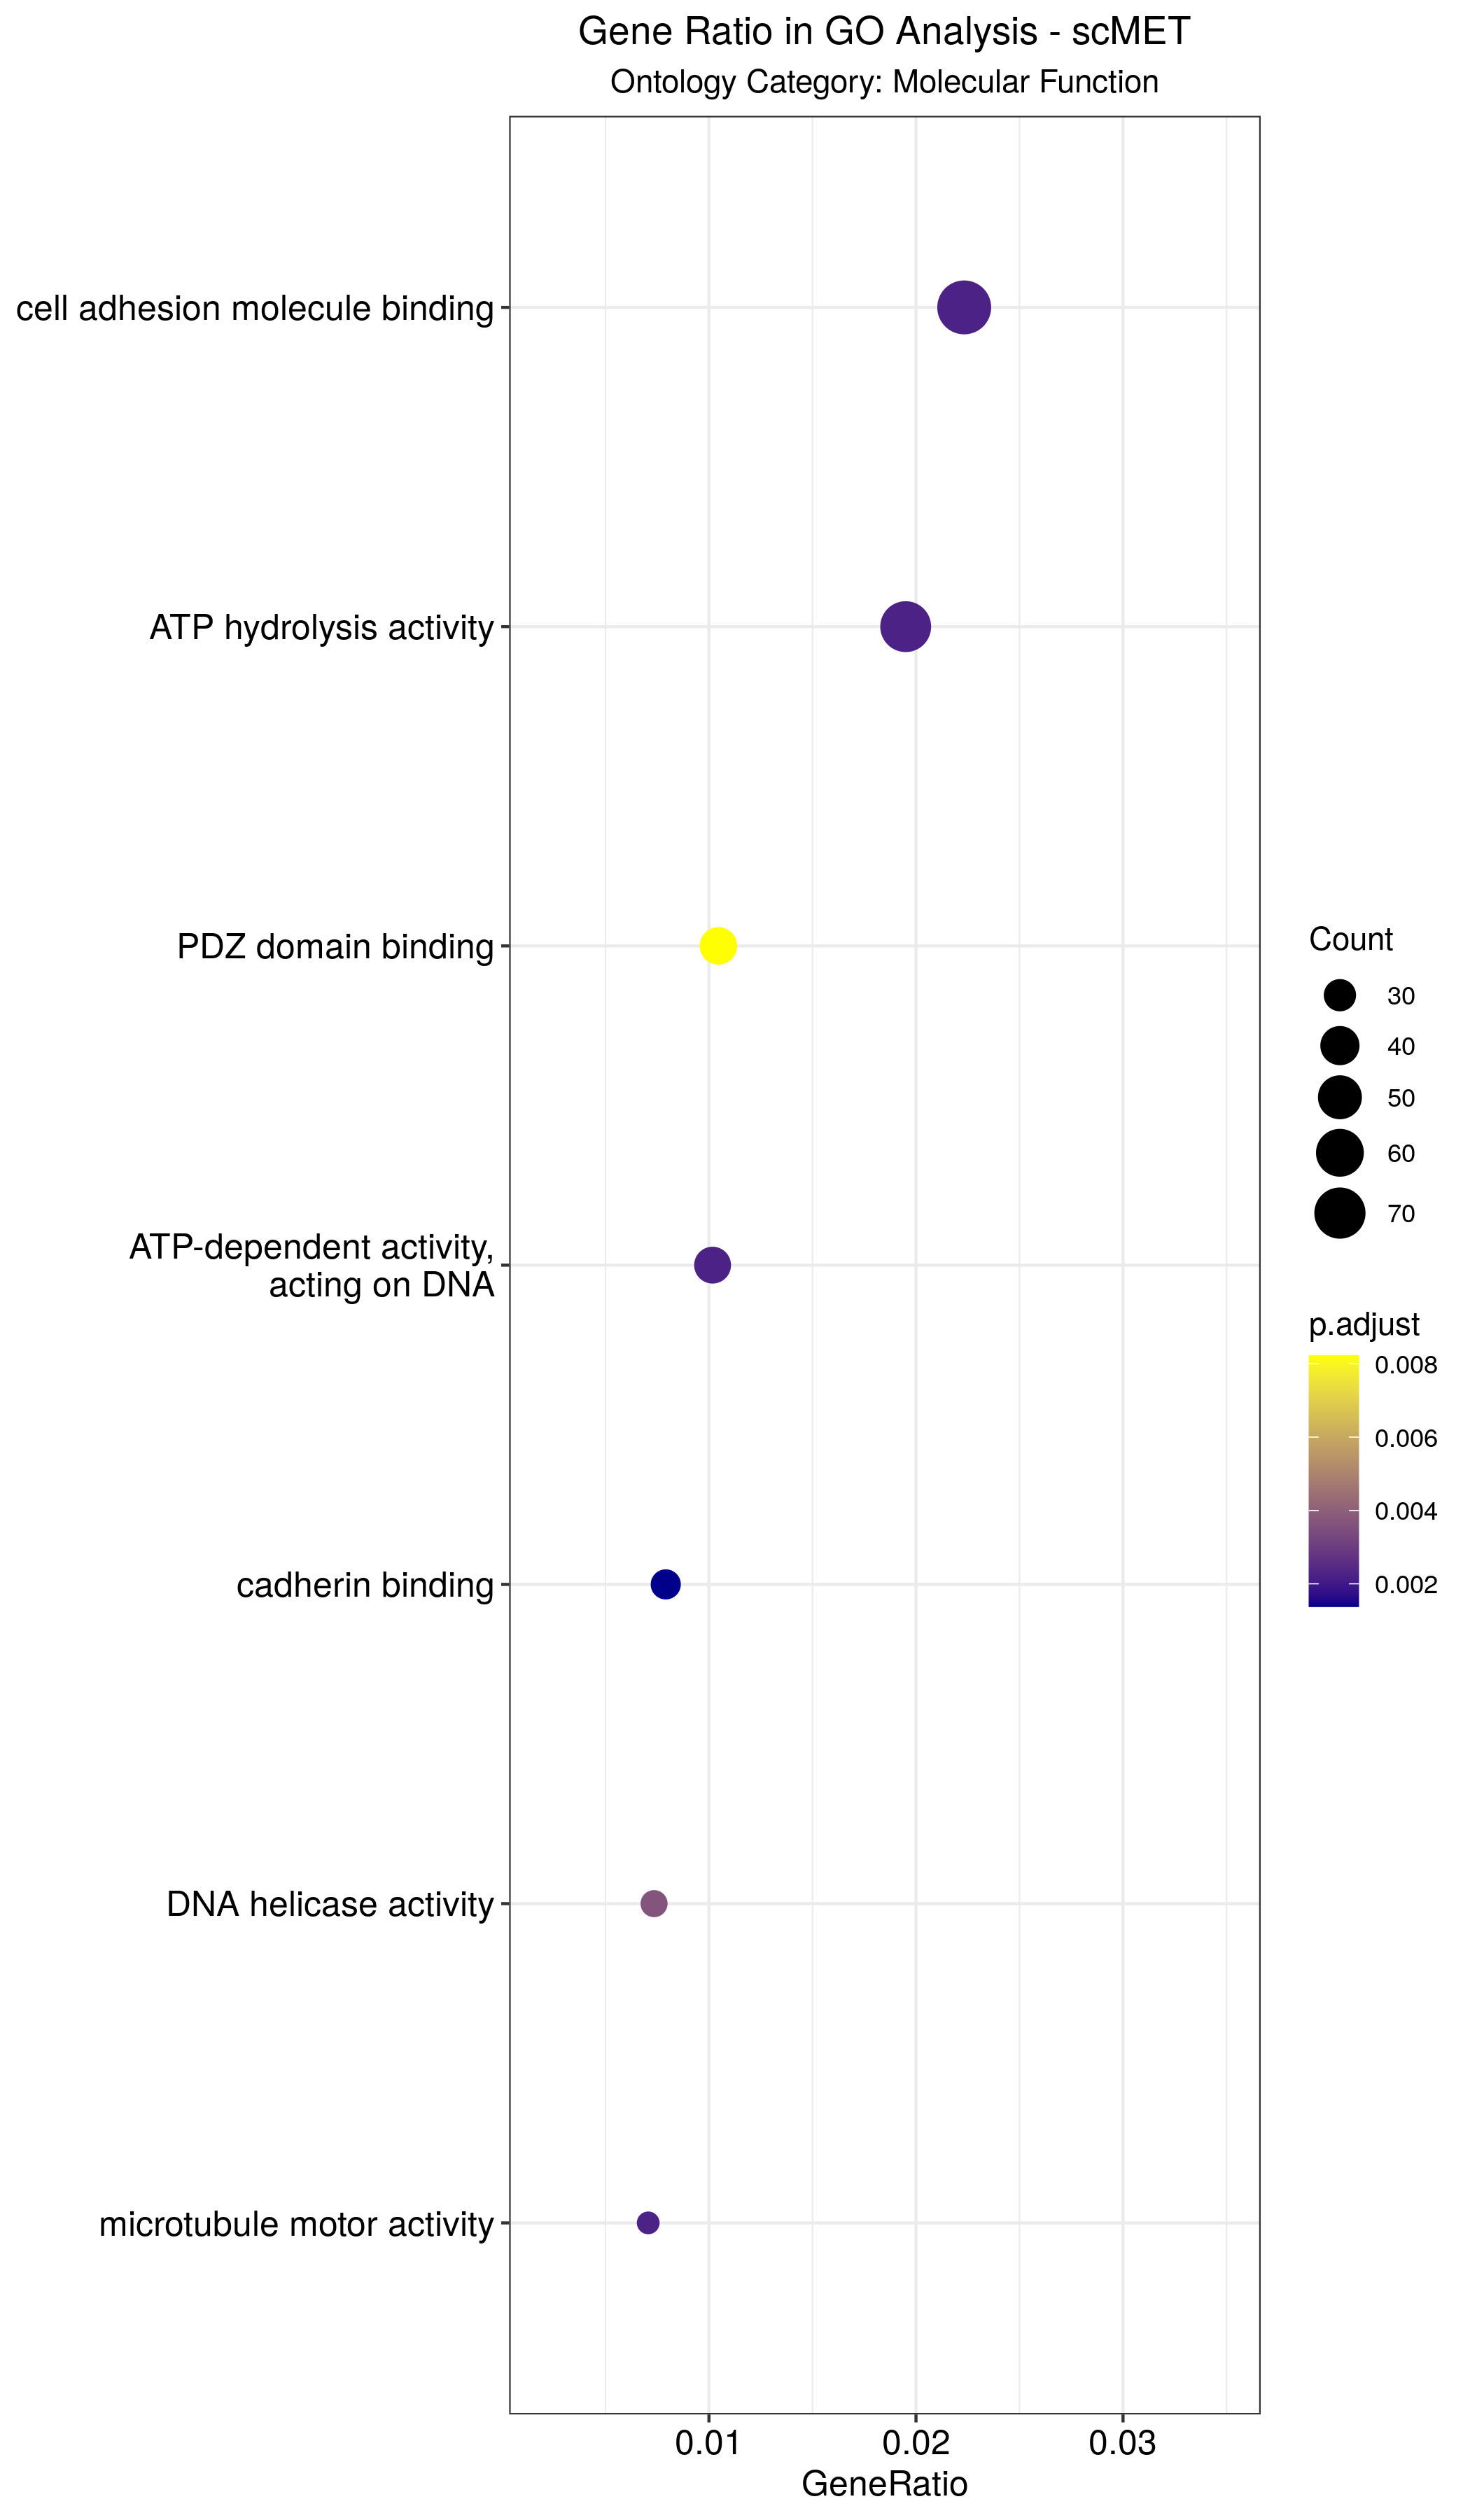 Gene Ratio in GO Analysis - scMET
Ontology Category: Molecular Function
cell adhesion molecule binding
ATP hydrolysis activity
PDZ domain binding
ATP-dependent activity,
acting on DNA
cadherin binding
DNA helicase activity
microtubule motor activity
0.01
0.02
0.03
GeneRatio
Count
30
40
50
60
70
p.adjust
0.008
0.006
0.004
0.002